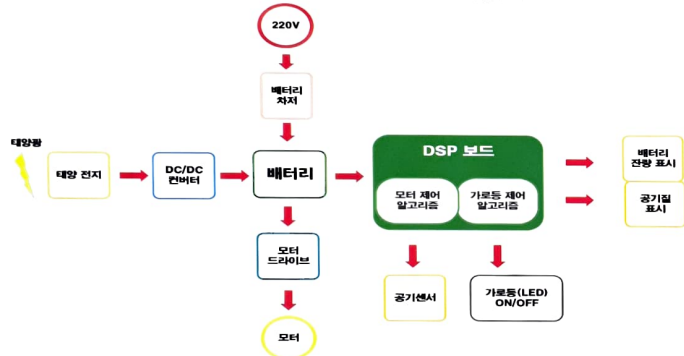 220V
배터리
차저
태양광
태양 전지
DC/DC
컨버터
배터리
DSP 보드
모터 제어
알고리즘
가로등 제어
알고리즘
배터리
잔량 표시
공기질
표시
모터
드라이브
공기센서
가로등(LED)
ON/OFF
모터